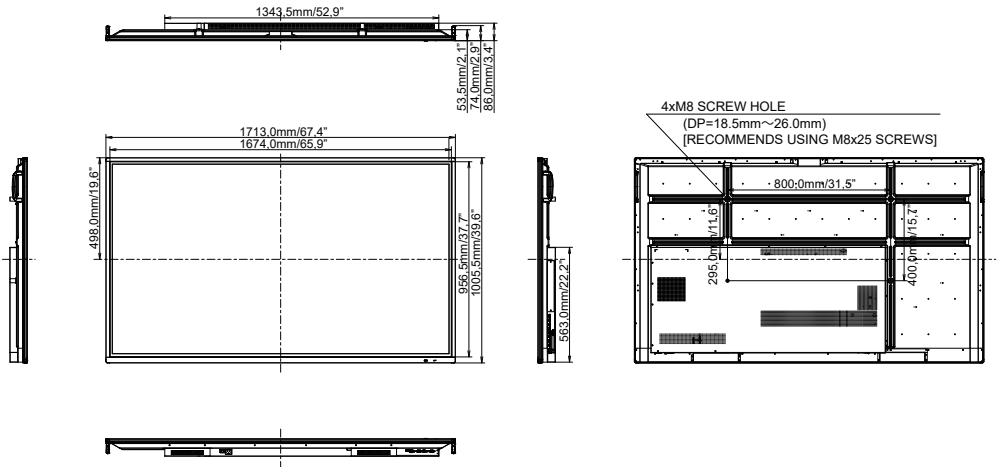 1343,5mm/52,9"
53,5mm/2,1"
74,0mm/2,9"
86,0mm/3,4"
1713,0mm/67,4"
1674,0mm/65,9"
498,0mm/19,6"
956,5mm/37,7"
1005,5mm/39,6"
563,0mm/22,2"
4xM8 SCREW HOLE
(DP=18.5mm～26.0mm)
[RECOMMENDS USING M8x25 SCREWS]
800,0mm/31,5"
295,0mm/11,6"
400,0mm/15,7"